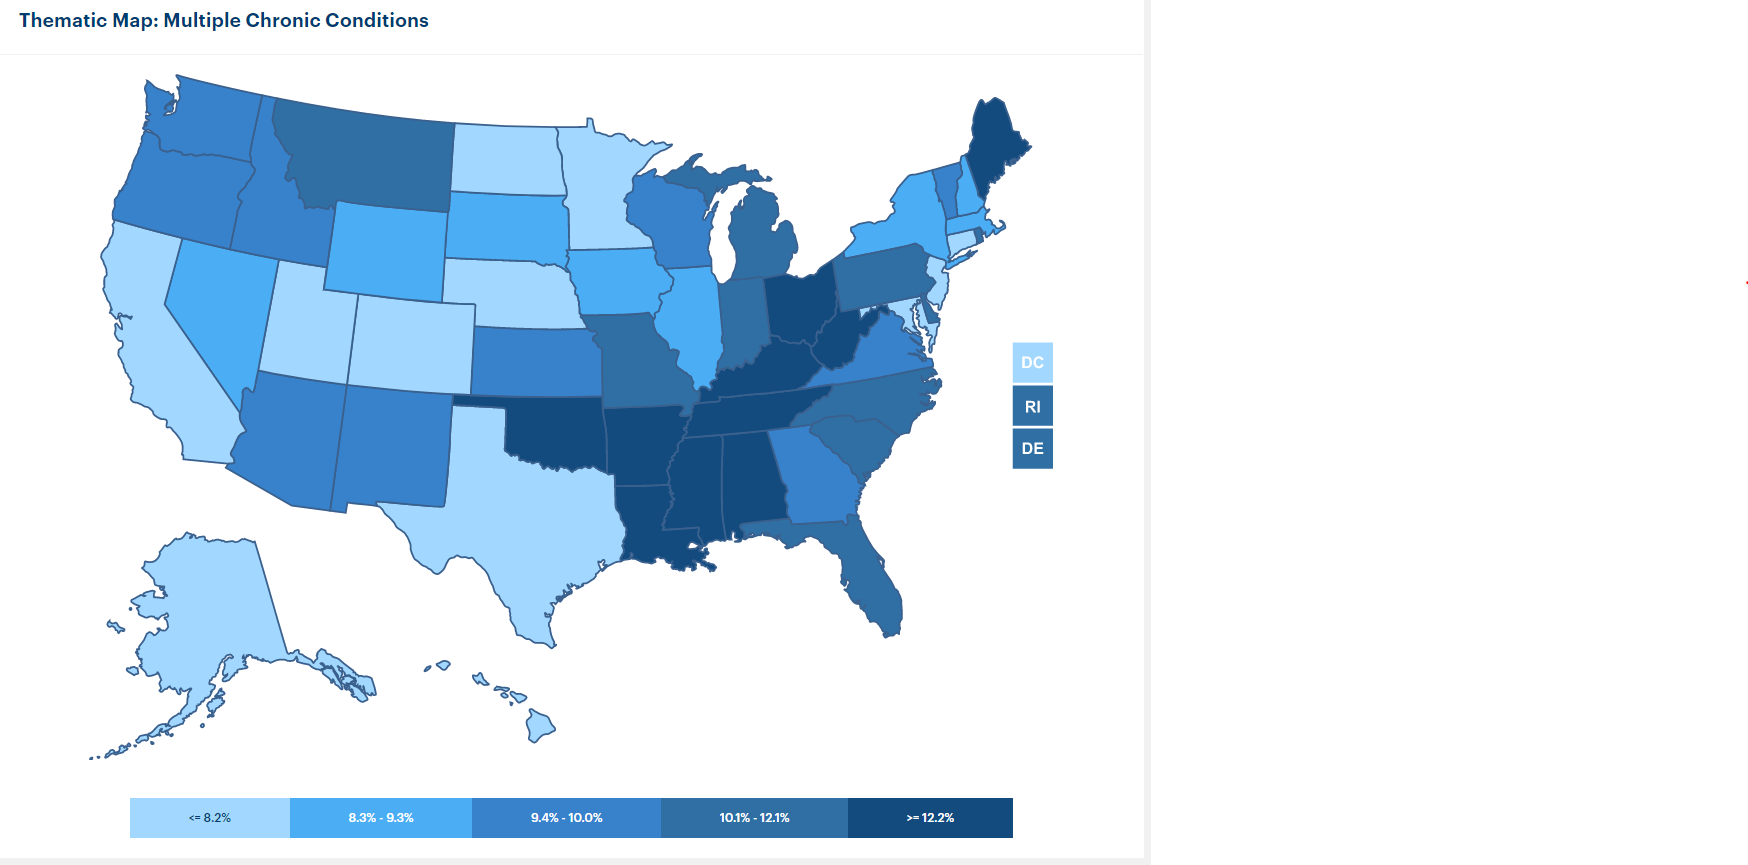 Thematic Map: Multiple Chronic Conditions
DC
RI
DE
<= 8.2%
8.3% - 9.3%
9.4% - 10.0%
10.1% - 12.1%
>= 12.2%